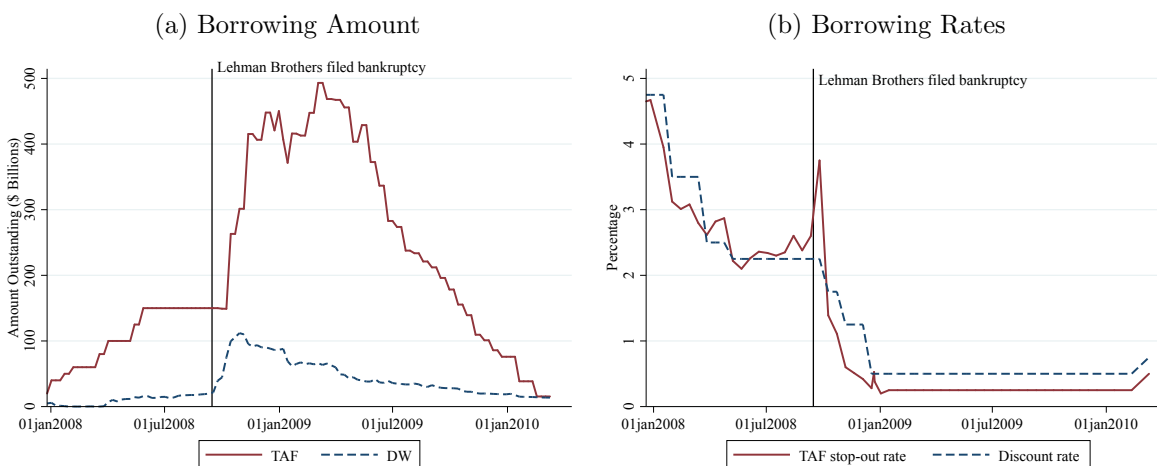 (a) Borrowing Amount
Lehman Brothers filed bankruptcy
Amount Outstanding ($ Billions)
500
400
300
200
100
0
01jan2008 01jul2008 01jan2009 01jul2009 01jan2010
TAF DW
(b) Borrowing Rates
Lehman Brothers filed bankruptcy
Percentage
5
4
3
2
1
0
01jan2008 01jul2008 01jan2009 01jul2009 01jan2010
TAF stop-out rate Discount rate